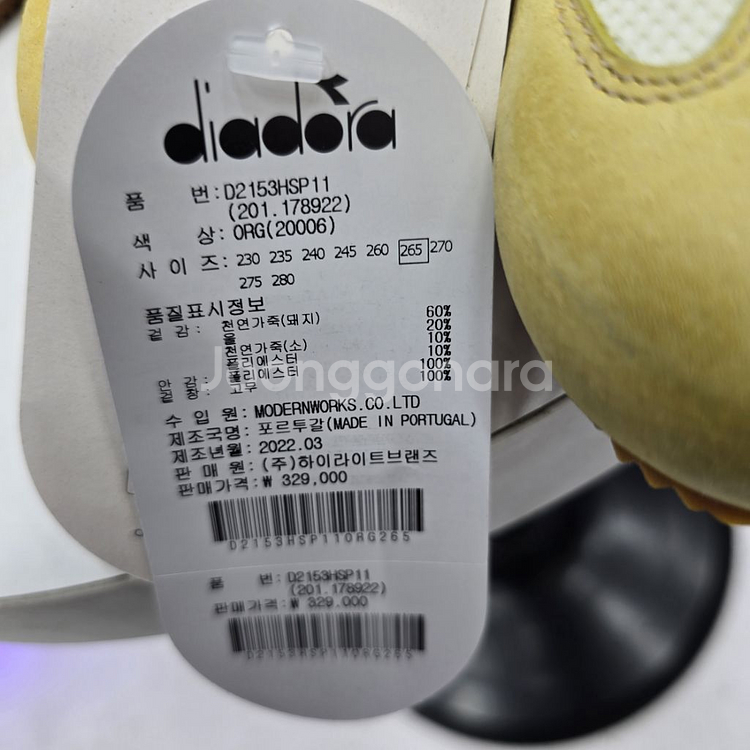 diadora
품 번:D2153HSP11
(201.178922)
색 상:ORG(20006)
사 이 즈: 230 235 240 245 260 265 270
275 280
품질표시정보
겉 감: 천연가죽(돼지) 60%
울 20%
천연가죽(소) 10%
폴리에스터 10%
안 감: 폴리에스터 100%
겉 창: 고무 100%
수 입 원: MODERNWORKS.CO.LTD
제조국명: 포르투갈(MADE IN PORTUGAL)
제조년월: 2022.03
판 매 원: (주)하이라이트브랜즈
판매가격:₩ 329,000
D2153HSP11ORG265
품 번:D2153HSP11
(201.178922)
판매가격:₩ 329,000
D2153HSP11ORG265
Joonggonara